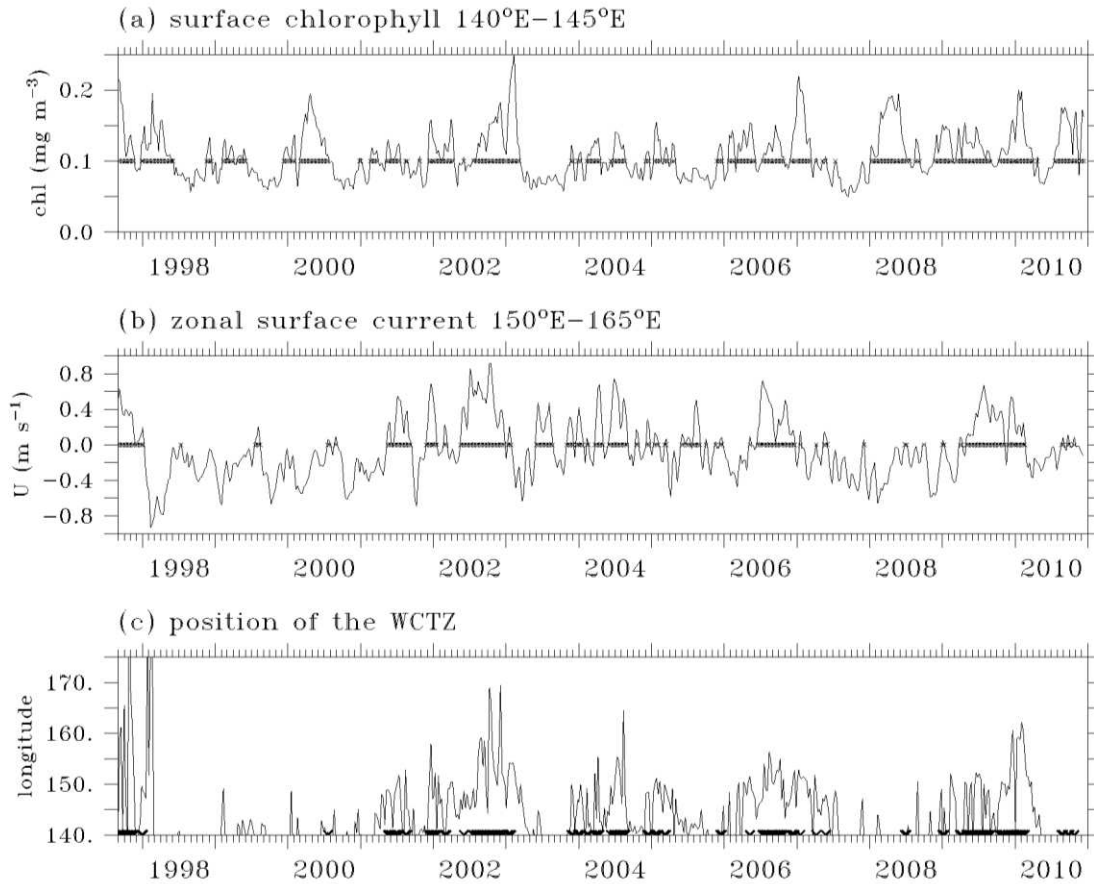 (a) surface chlorophyll 140°E−145°E
chl (mg m⁻³)
0.2
0.1
0.0
1998 2000 2002 2004 2006 2008 2010
(b) zonal surface current 150°E−165°E
U (m s⁻¹)
0.8
0.4
0.0
−0.4
−0.8
1998 2000 2002 2004 2006 2008 2010
(c) position of the WCTZ
longitude
170.
160.
150.
140.
1998 2000 2002 2004 2006 2008 2010